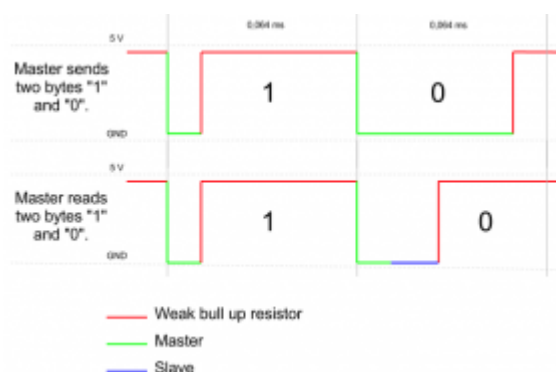 0,064 ms 0,064 ms
5 V
Master sends
two bytes "1"
and "0".
1 0
GND
5 V
Master reads
two bytes "1"
and "0".
1 0
GND
Weak bull up resistor
Master
Slave